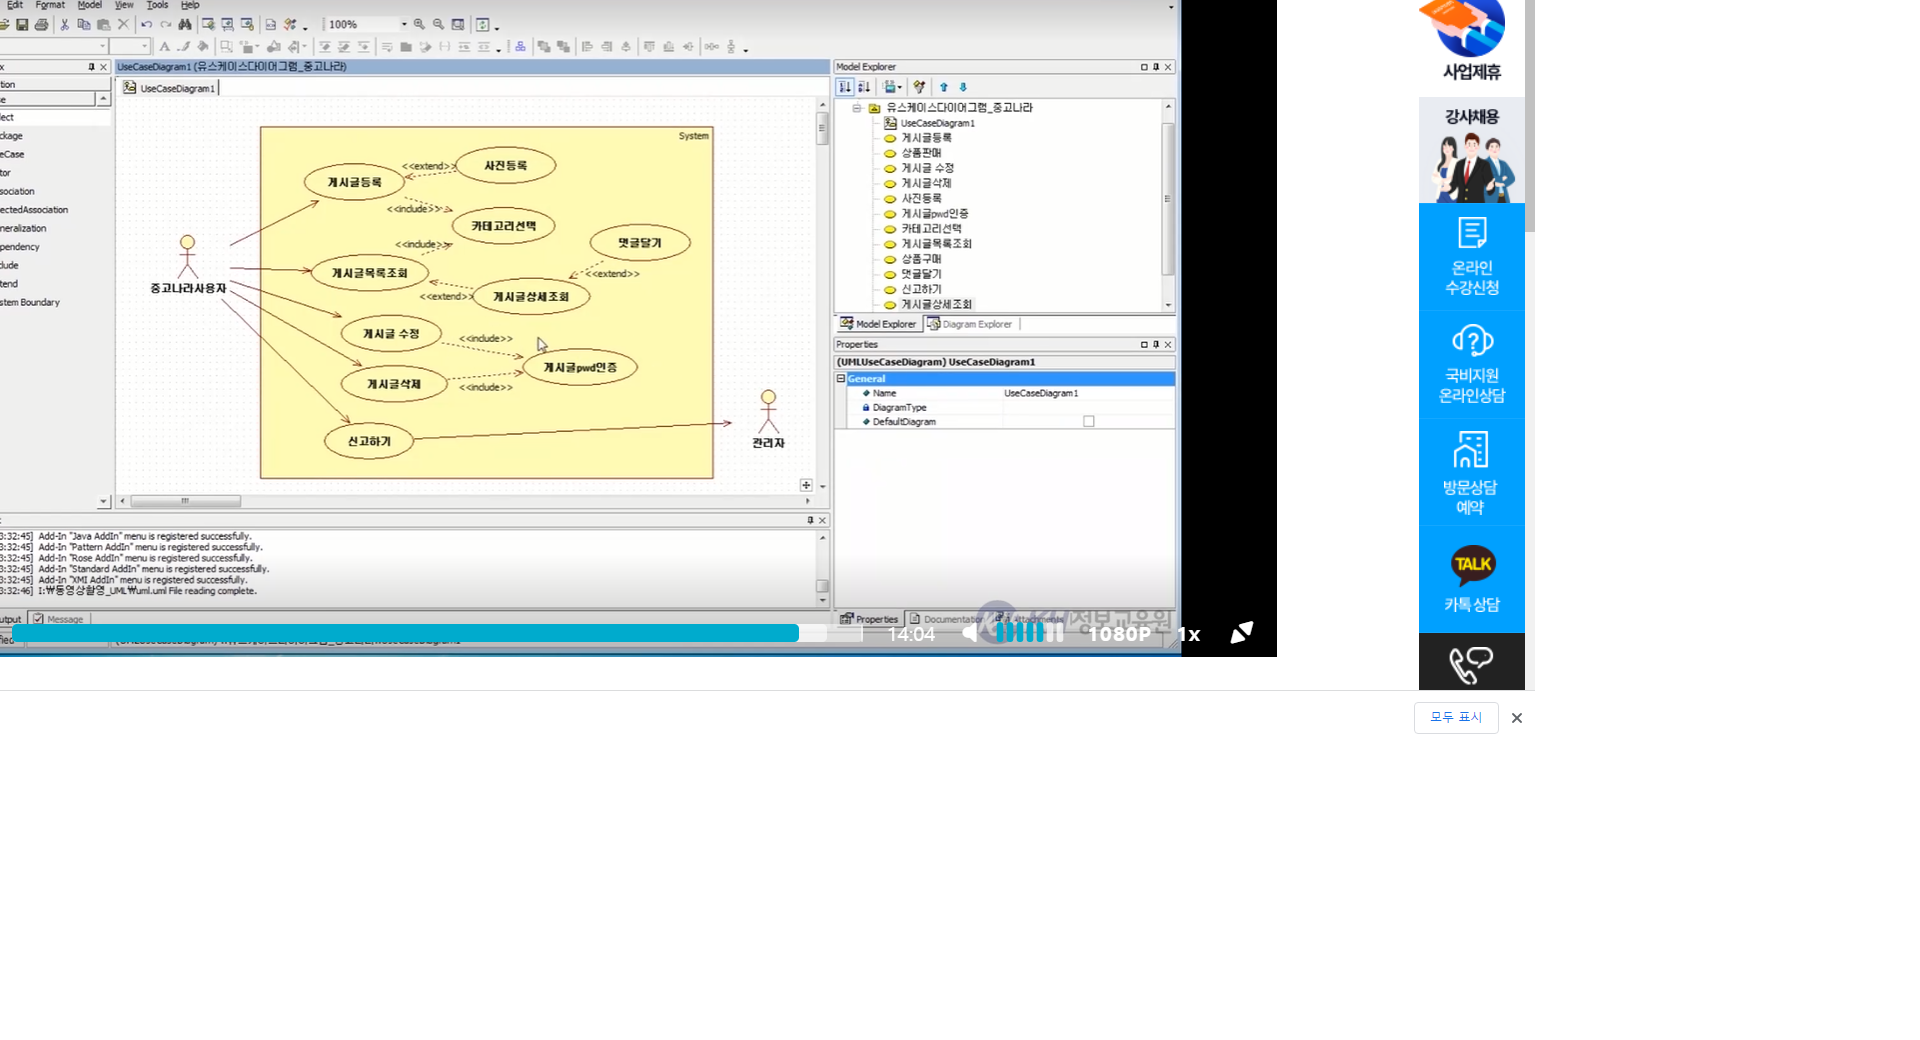 Edit Format Model View Tools Help
100%
UseCaseDiagram1 (유스케이스다이어그램_중고나라)
UseCaseDiagram1
System
<<extend>>
사진등록
게시글등록
<<include>>
카테고리선택
<<include>>
댓글달기
게시글목록조회
<<extend>>
<<extend>>
게시글상세조회
중고나라사용자
게시글 수정
<<include>>
게시글pwd인증
게시글삭제
<<include>>
신고하기
관리자
Model Explorer
유스케이스다이어그램_중고나라
UseCaseDiagram1
게시글등록
상품판매
게시글 수정
게시글삭제
사진등록
게시글pwd인증
카테고리선택
게시글목록조회
상품구매
댓글달기
신고하기
게시글상세조회
Model Explorer Diagram Explorer
Properties
(UMLUseCaseDiagram) UseCaseDiagram1
General
Name UseCaseDiagram1
DiagramType
DefaultDiagram
3:32:45] Add-In "Java AddIn" menu is registered successfully.
3:32:45] Add-In "Pattern AddIn" menu is registered successfully.
3:32:45] Add-In "Rose AddIn" menu is registered successfully.
3:32:45] Add-In "Standard AddIn" menu is registered successfully.
3:32:45] Add-In "XMI AddIn" menu is registered successfully.
3:32:46] I:₩동영상촬영_UML₩uml.uml File reading complete.
Message
Properties Documentation Attachments
정보교육원
14:04 1080P 1x
사업제휴
강사채용
온라인
수강신청
국비지원
온라인상담
방문상담
예약
TALK
카톡 상담
모두 표시